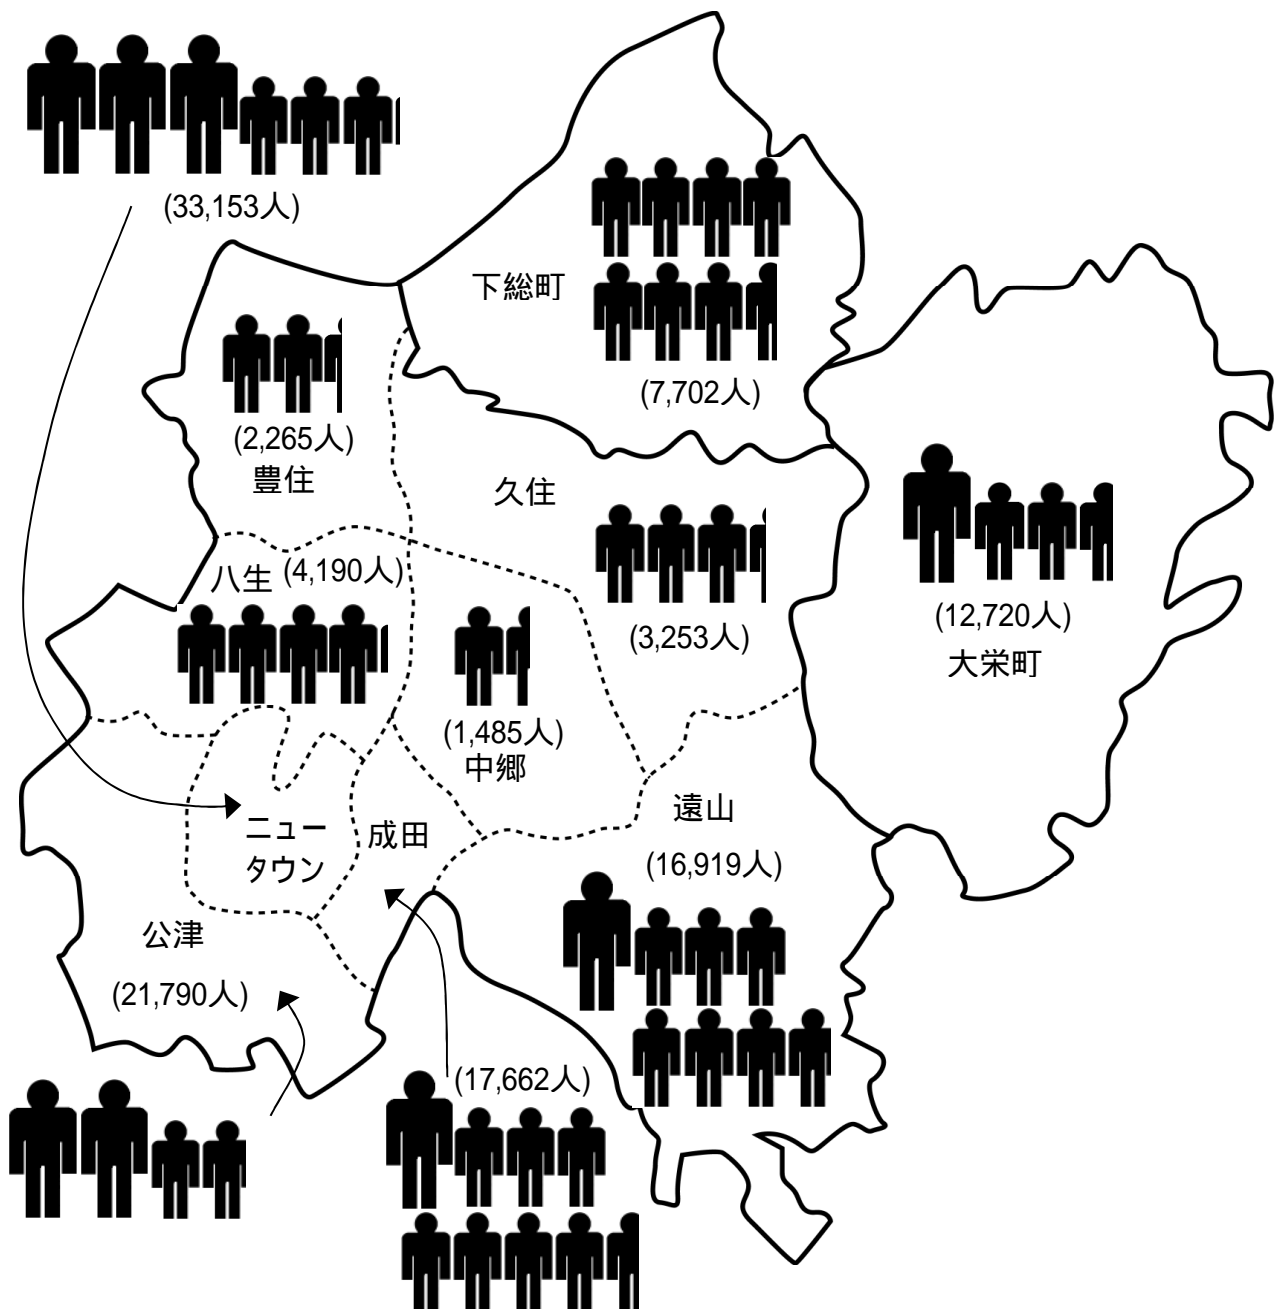 (33,153人)
下総町
(7,702人)
(2,265人)
豊住
久住
八生 (4,190人)
(3,253人)
(12,720人)
大栄町
(1,485人)
中郷
遠山
(16,919人)
ニュー
タウン
成田
公津
(21,790人)
(17,662人)